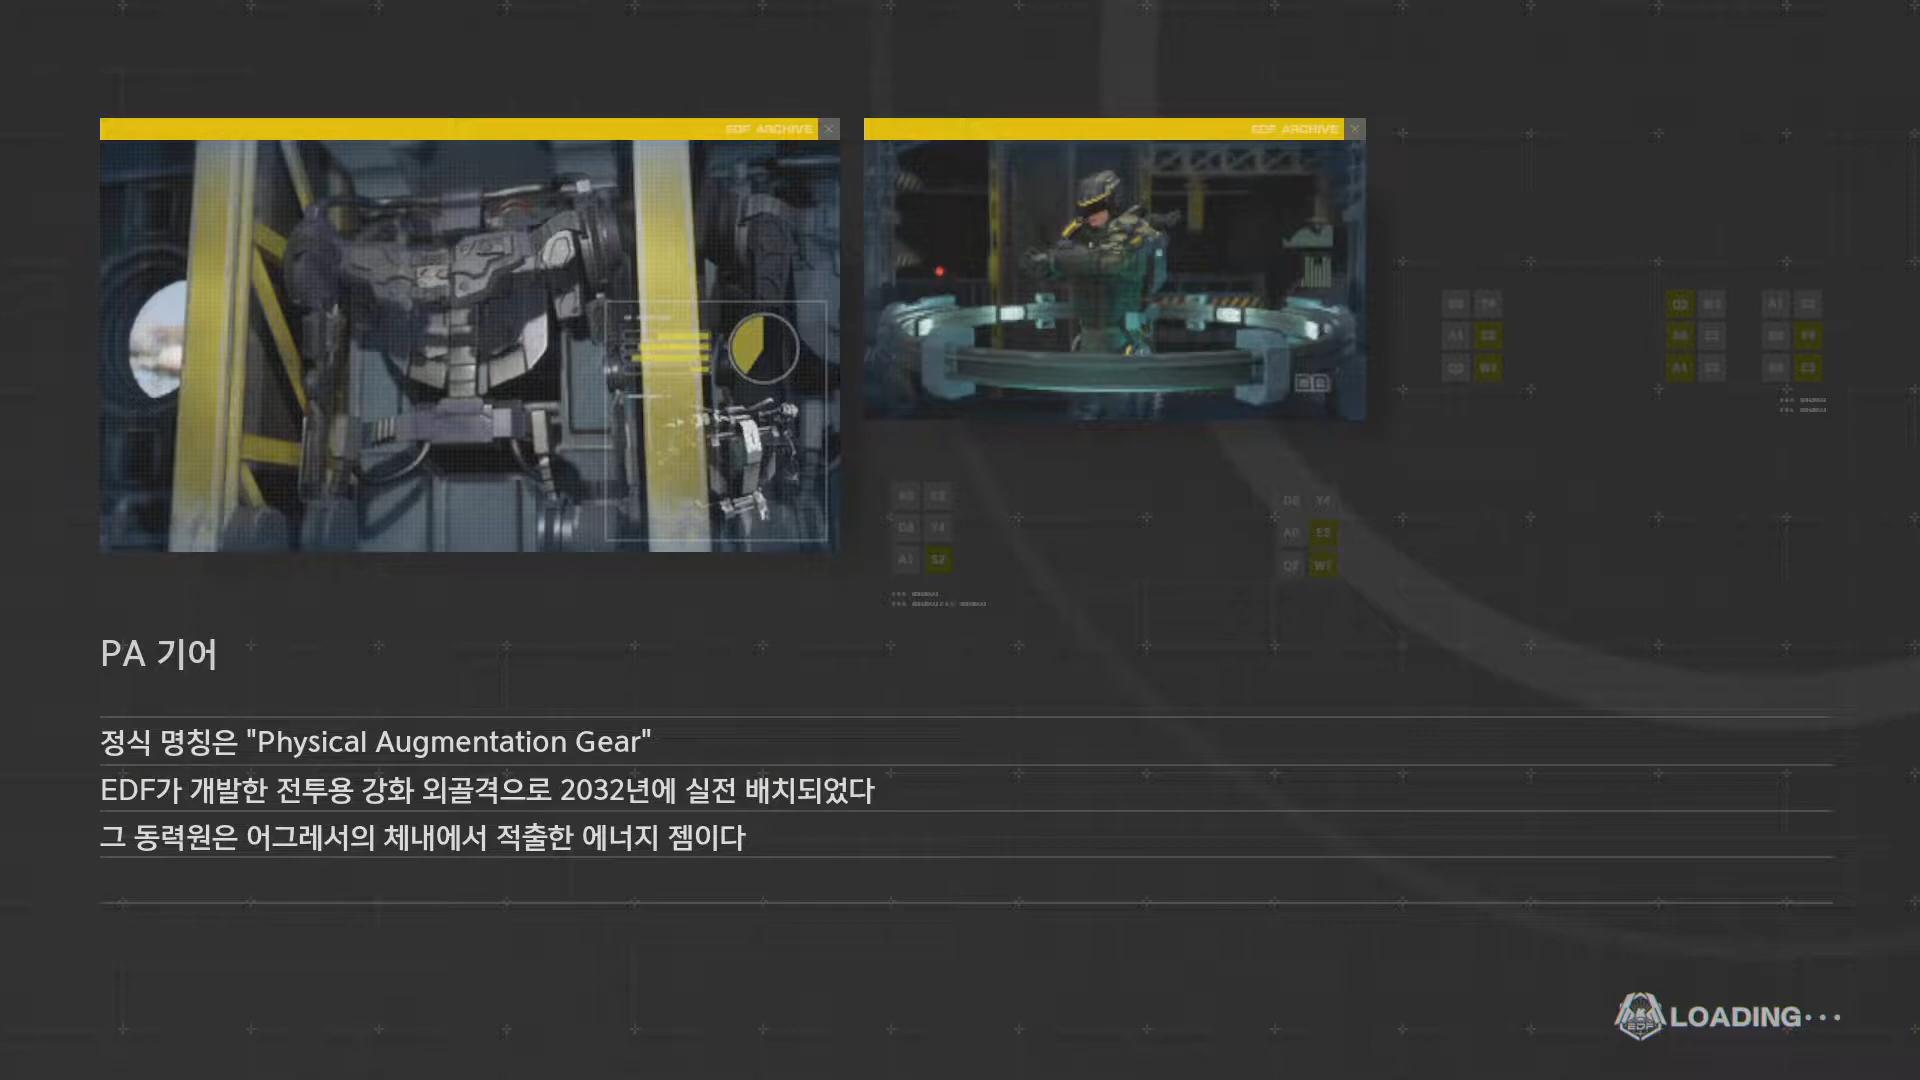 EDF ARCHIVE
EDF ARCHIVE
PA 기어
정식 명칭은 "Physical Augmentation Gear"
EDF가 개발한 전투용 강화 외골격으로 2032년에 실전 배치되었다
그 동력원은 어그레서의 체내에서 적출한 에너지 젬이다
EDF
LOADING···